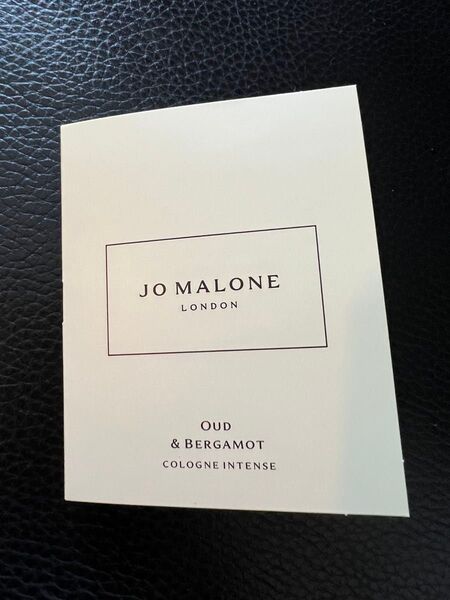 JO MALONE
LONDON
OUD
& BERGAMOT
COLOGNE INTENSE